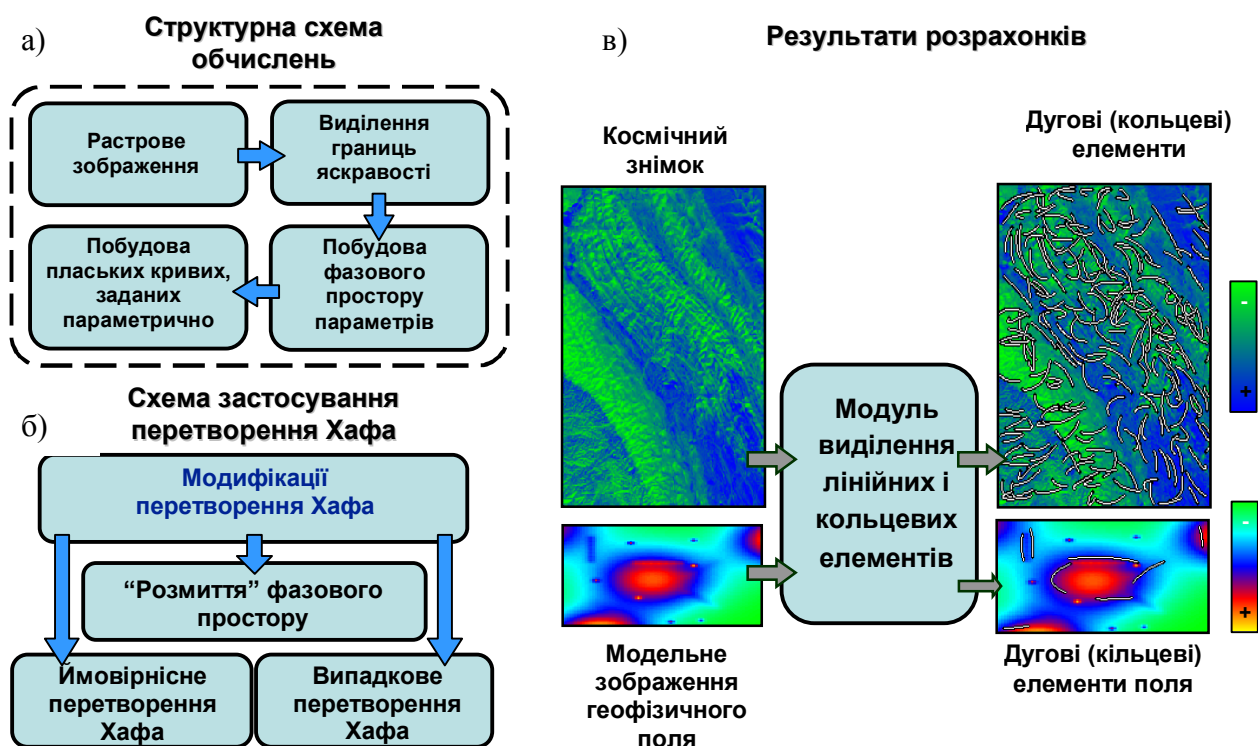 а)
Структурна схема
обчислень
Растрове
зображення
Виділення
границь
яскравості
Побудова
плаських кривих,
заданих
параметрично
Побудова
фазового
простору
параметрів
б)
Схема застосування
перетворення Хафа
Модифікації
перетворення Хафа
“Розмиття” фазового
простору
Ймовірнісне
перетворення
Хафа
Випадкове
перетворення
Хафа
в)
Результати розрахонків
Космічний
знімок
Дугові (кольцеві)
елементи
-
+
Модуль
виділення
лінійних і
кольцевих
елементів
-
+
Модельне
зображення
геофізичного
поля
Дугові (кільцеві)
елементи поля